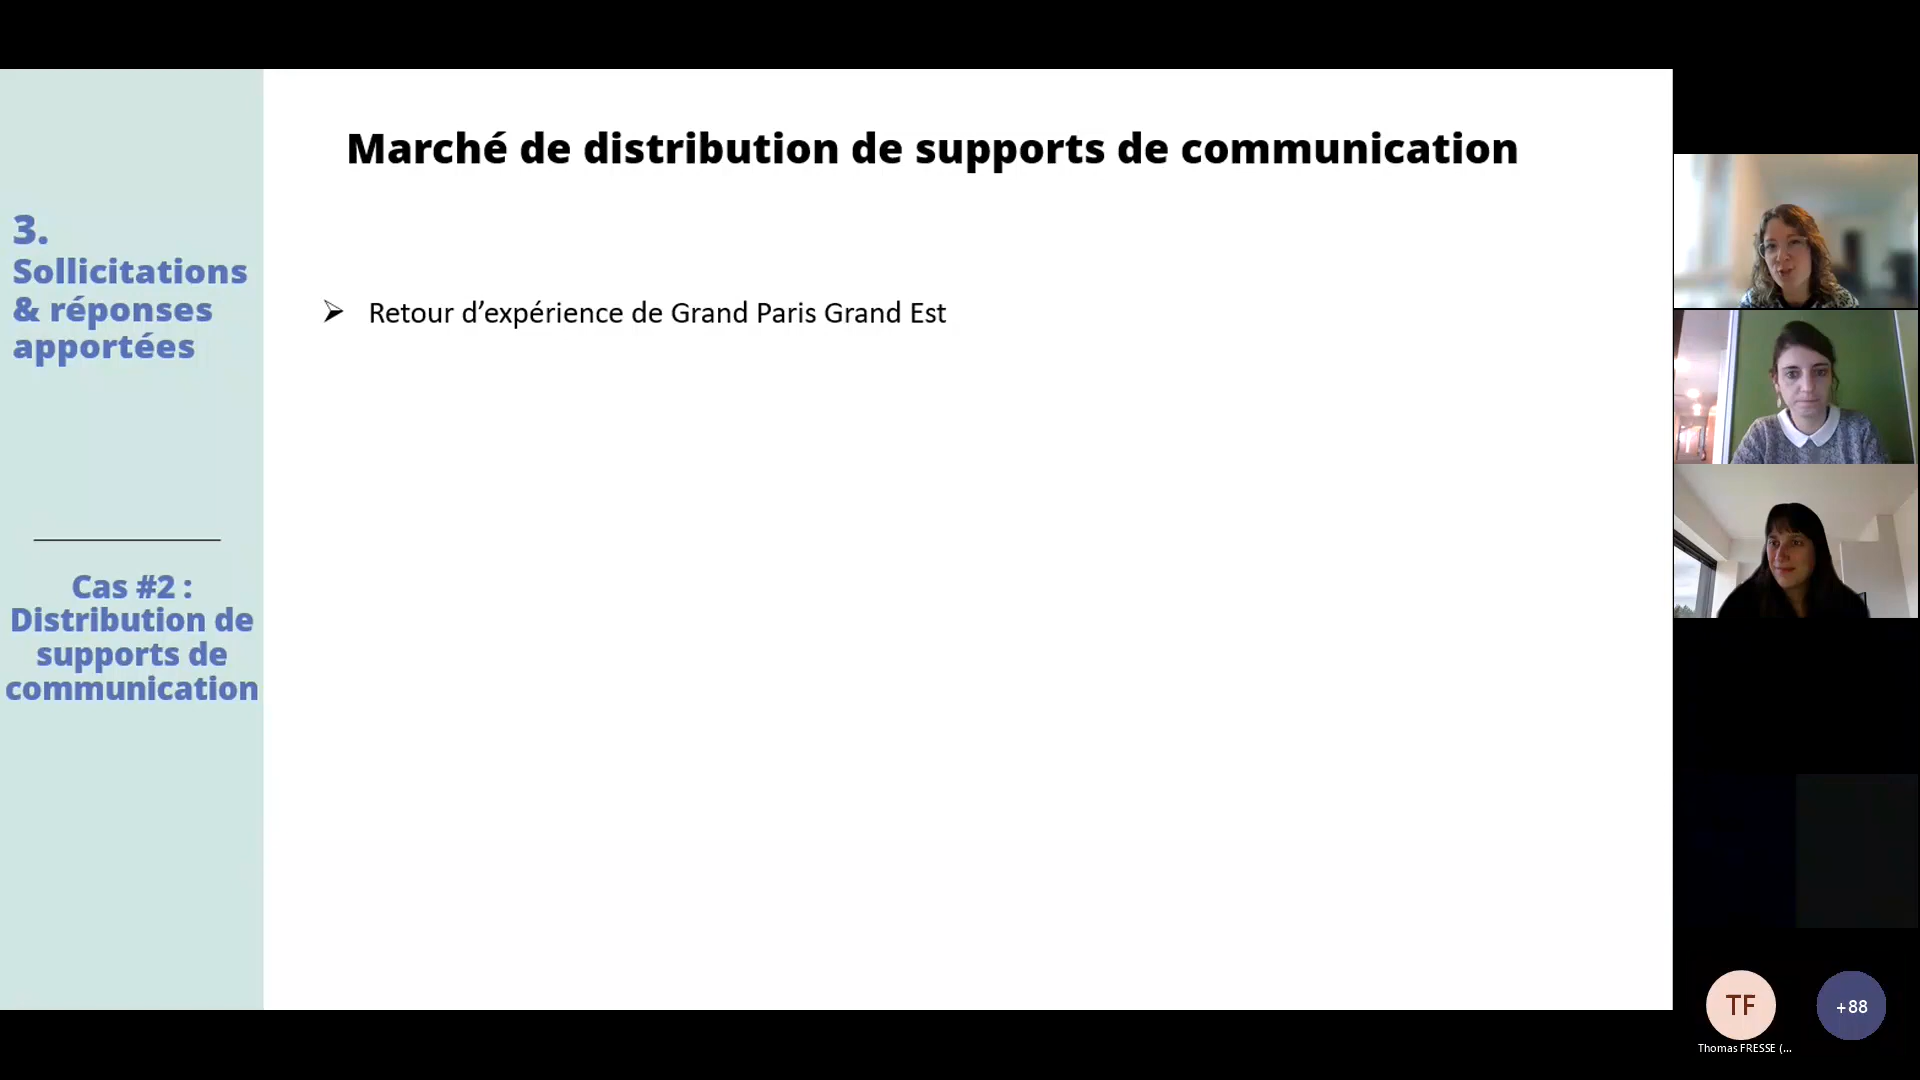 Marché de distribution de supports de communication
3.
Sollicitations
& réponses
apportées
➢ Retour d’expérience de Grand Paris Grand Est
Cas #2 :
Distribution de
supports de
communication
TF
+88
Thomas FRESSE (...